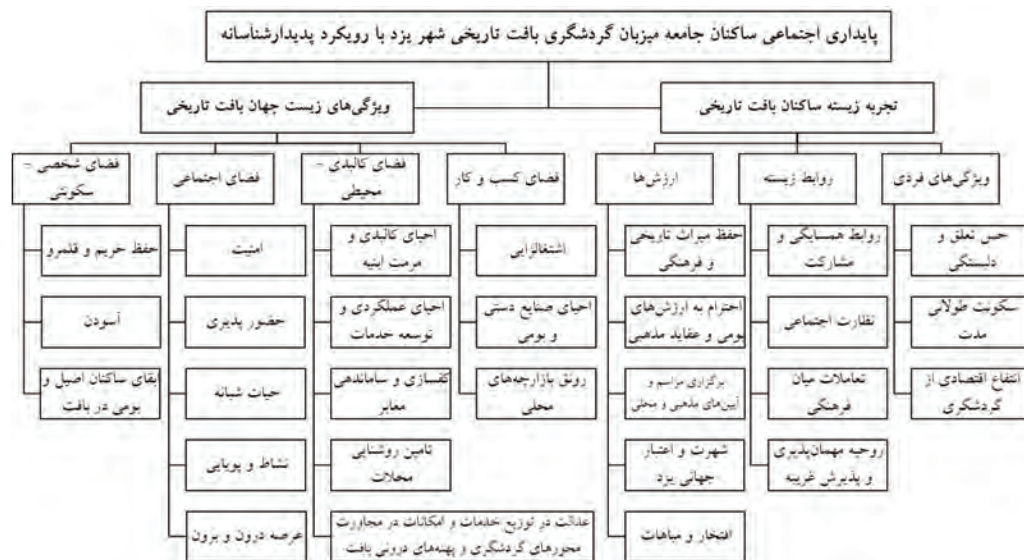 پایداری اجتماعی ساکنان جامعه میزبان گردشگری بافت تاریخی شهر یزد با رویکرد پدیدارشناسانه
تجربه زیسته ساکنان بافت تاریخی
ویژگی‌های زیست جهان بافت تاریخی
ویژگی‌های فردی
حس تعلق و
دلبستگی
سکونت طولانی
مدت
انتفاع اقتصادی از
گردشگری
روابط زیسته
روابط همسایگی و
مشارکت
نظارت اجتماعی
تعاملات میان
فرهنگی
روحیه مهمان‌پذیری
و پذیرش غریبه
ارزش‌ها
حفظ میراث تاریخی
و فرهنگی
احترام به ارزش‌های
بومی و عقاید مذهبی
برگزاری مراسم و
آیین‌های مذهبی و محلی
شهرت و اعتبار
جهانی یزد
افتخار و مباهات
فضای کسب و کار
اشتغالزایی
احیای صنایع دستی
و بومی
رونق بازارچه‌های
محلی
فضای کالبدی –
محیطی
احیای کالبدی و
مرمت ابنیه
احیای عملکردی و
توسعه خدمات
کفسازی و ساماندهی
معابر
تامین روشنایی
محلات
عدالت در توزیع خدمات و امکانات در مجاورت
محورهای گردشگری و پهنه‌های درونی بافت
فضای اجتماعی
امنیت
حضور پذیری
حیات شبانه
نشاط و پویایی
عرصه درون و برون
فضای شخصی –
سکونتی
حفظ حریم و قلمرو
آسودن
ابقای ساکنان اصیل و
بومی در بافت